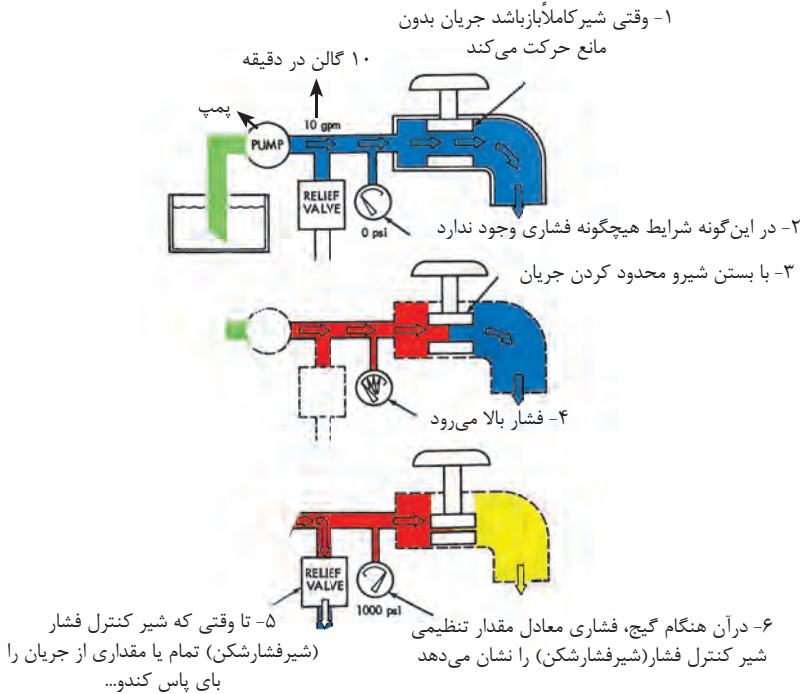 ۱- وقتی شیرکاملاًبازباشد جریان بدون
مانع حرکت می‌کند
۱۰ گالن در دقیقه
پمپ
10 gpm
PUMP
RELIEF
VALVE
0 psi
۲- در این‌گونه شرایط هیچگونه فشاری وجود ندارد
۳- با بستن شیرو محدود کردن جریان
۴- فشار بالا می‌رود
RELIEF
VALVE
1000 psi
۵- تا وقتی که شیر کنترل فشار
(شیرفشارشکن) تمام یا مقداری از جریان را
بای پاس کندو...
۶- درآن هنگام گیج، فشاری معادل مقدار تنظیمی
شیر کنترل فشار(شیرفشارشکن) را نشان می‌دهد